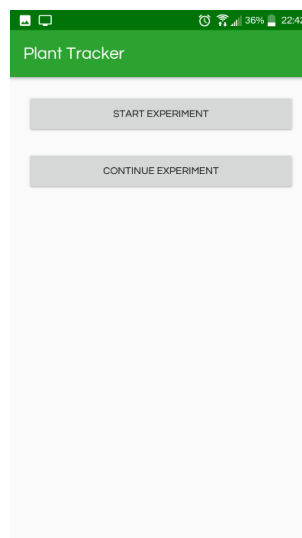 36% 22:42
Plant Tracker
START EXPERIMENT
CONTINUE EXPERIMENT